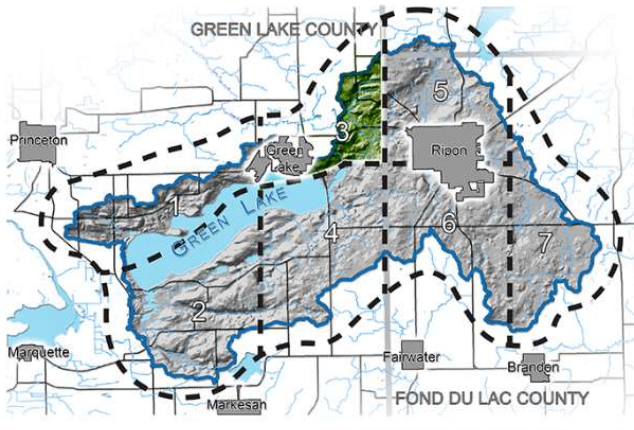 GREEN LAKE COUNTY
5
3
Princeton
Green
Lake
Ripon
1
GREEN LAKE
4
6
7
2
Marquette
Fairwater
Brandon
Markesan
FOND DU LAC COUNTY